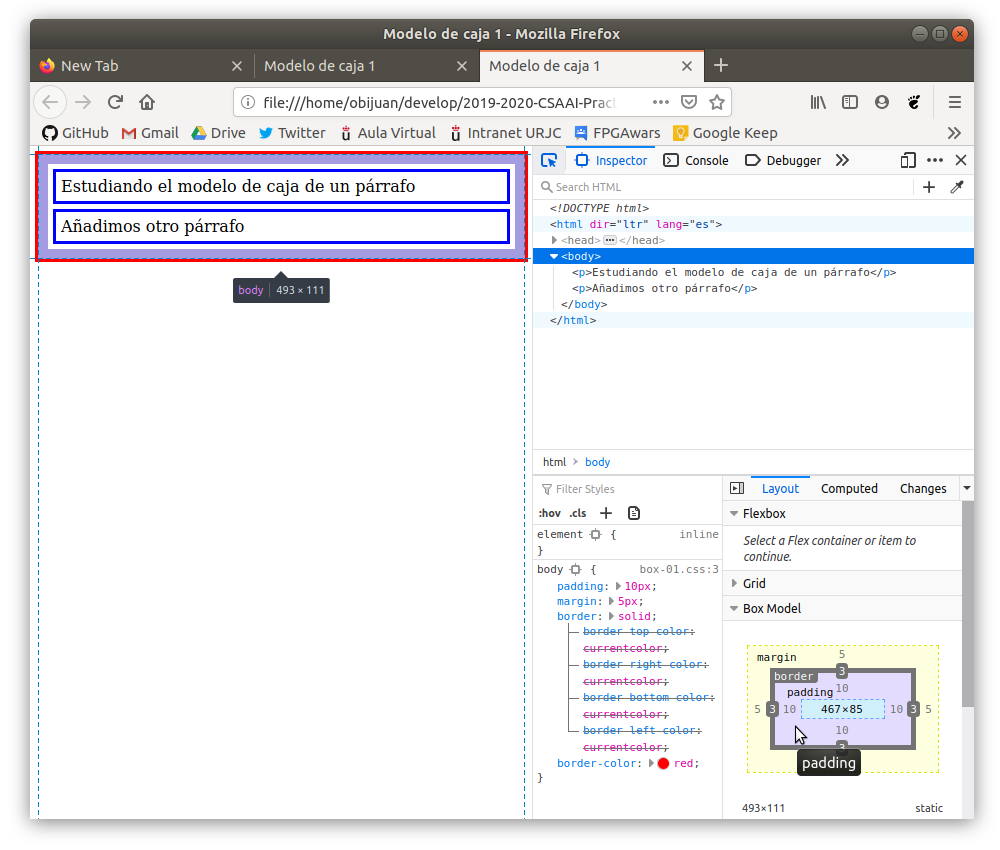 Modelo de caja 1 - Mozilla Firefox
New Tab
Modelo de caja 1
Modelo de caja 1
file:///home/obijuan/develop/2019-2020-CSAAI-Pract
GitHub Gmail Drive Twitter Aula Virtual Intranet URJC FPGAwars Google Keep
Estudiando el modelo de caja de un párrafo
Añadimos otro párrafo
body 493 × 111
Inspector Console Debugger
Search HTML
<!DOCTYPE html>
<html dir="ltr" lang="es">
<head> </head>
<body>
<p>Estudiando el modelo de caja de un párrafo</p>
<p>Añadimos otro párrafo</p>
</body>
</html>
html body
Filter Styles
:hov .cls
element { inline
}
body { box-01.css:3
padding: 10px;
margin: 5px;
border: solid;
border-top-color:
currentcolor;
border-right-color:
currentcolor;
border-bottom-color:
currentcolor;
border-left-color:
currentcolor;
border-color: red;
}
Layout Computed Changes
Flexbox
Select a Flex container or item to
continue.
Grid
Box Model
margin 5
3
border
padding 10
5 3 10 467×85 10 3 5
10
3
padding
493×111 static